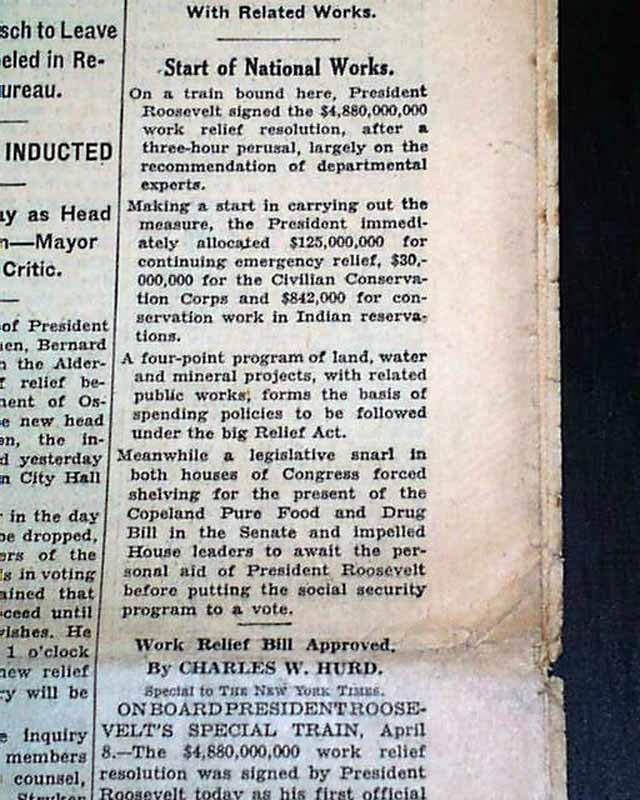 sch to Leave
eled in Re-
ureau.
INDUCTED
ay as Head
n—Mayor
Critic.
of President
en, Bernard
n the Alder-
f relief be-
ment of Os-
e new head
en, the in-
d yesterday
n City Hall
r in the day
be dropped,
ers of the
s in voting
ained that
ceed until
wishes. He
1 o'clock
new relief
ry will be
e inquiry
members
counsel,
Stryker
With Related Works.
Start of National Works.
On a train bound here, President
Roosevelt signed the $4,880,000,000
work relief resolution, after a
three-hour perusal, largely on the
recommendation of departmental
experts.
Making a start in carrying out the
measure, the President immedi-
ately allocated $125,000,000 for
continuing emergency relief, $30,-
000,000 for the Civilian Conserva-
tion Corps and $842,000 for con-
servation work in Indian reserva-
tions.
A four-point program of land, water
and mineral projects, with related
public works, forms the basis of
spending policies to be followed
under the big Relief Act.
Meanwhile a legislative snarl in
both houses of Congress forced
shelving for the present of the
Copeland Pure Food and Drug
Bill in the Senate and impelled
House leaders to await the per-
sonal aid of President Roosevelt
before putting the social security
program to a vote.
Work Relief Bill Approved.
By CHARLES W. HURD.
Special to THE NEW YORK TIMES.
ON BOARD PRESIDENT ROOSE-
VELT'S SPECIAL TRAIN, April
8.—The $4,880,000,000 work relief
resolution was signed by President
Roosevelt today as his first official